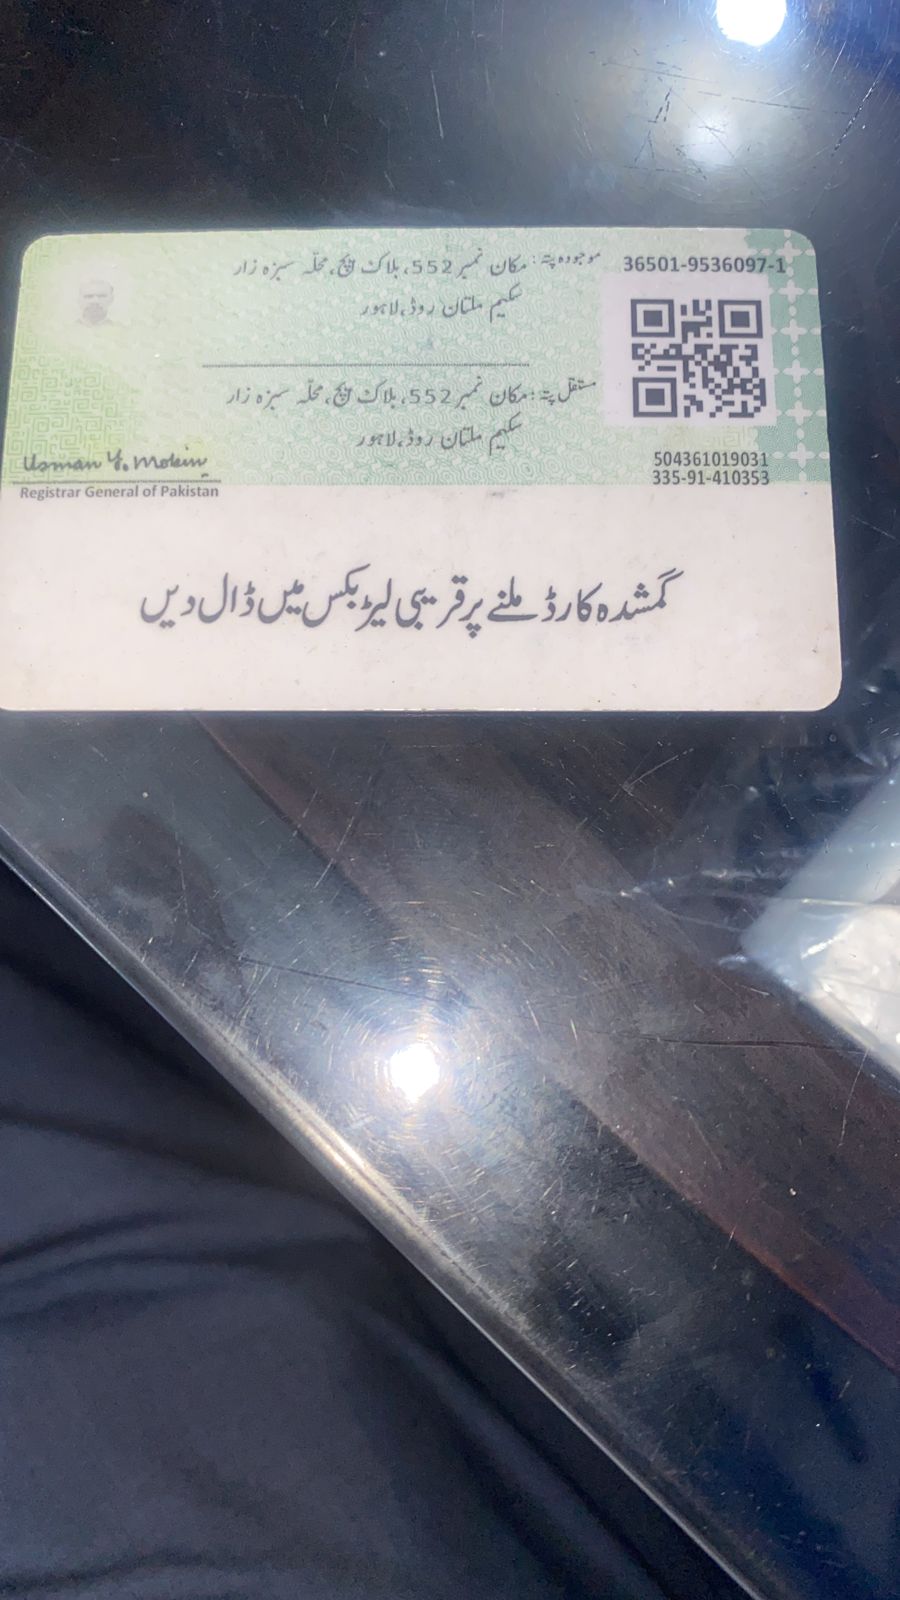 موجودہ پتہ: مکان نمبر 552، بلاک ایچ، محلّہ سبزہ زار
سکیم ملتان روڈ، لاہور
36501-9536097-1
مستقل پتہ: مکان نمبر 552، بلاک ایچ، محلّہ سبزہ زار
سکیم ملتان روڈ، لاہور
504361019031
335-91-410353
Usman Y. Mobin
Registrar General of Pakistan
گمشدہ کارڈ ملنے پر قریبی لیٹر بکس میں ڈال دیں